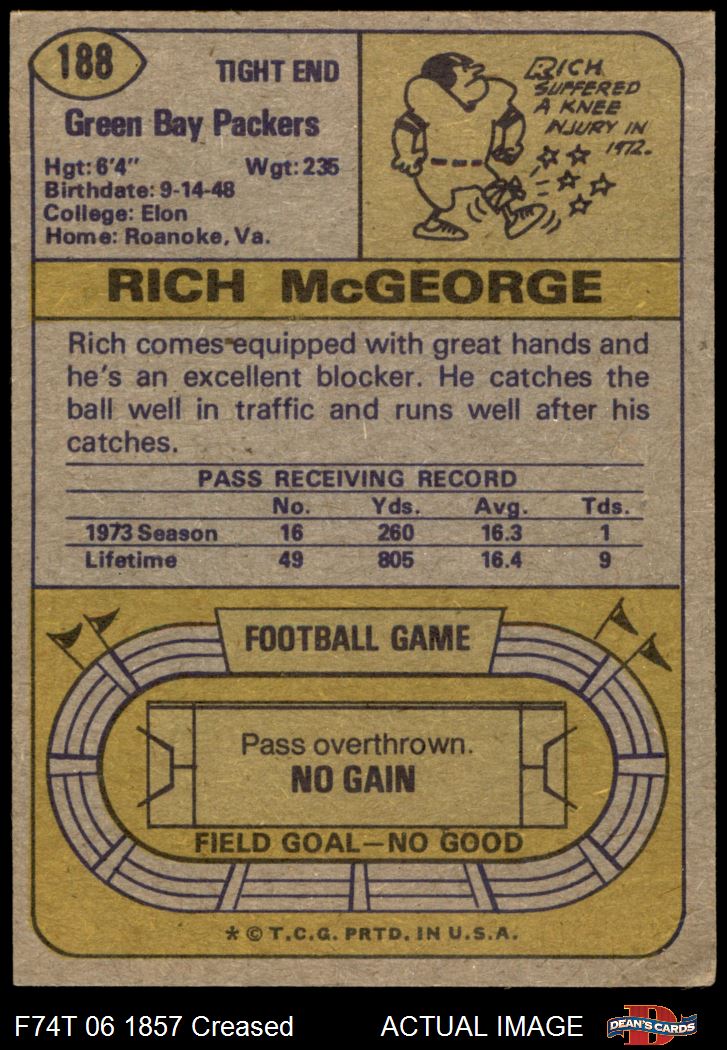 188
TIGHT END
Green Bay Packers
Hgt: 6'4" Wgt: 235
Birthdate: 9-14-48
College: Elon
Home: Roanoke, Va.
RICH
SUFFERED
A KNEE
INJURY IN
1972.
RICH McGEORGE
Rich comes equipped with great hands and
he's an excellent blocker. He catches the
ball well in traffic and runs well after his
catches.
PASS RECEIVING RECORD
No. Yds. Avg. Tds.
1973 Season 16 260 16.3 1
Lifetime 49 805 16.4 9
FOOTBALL GAME
Pass overthrown.
NO GAIN
FIELD GOAL—NO GOOD
* © T.C.G. PRTD. IN U.S.A.
F74T 06 1857 Creased ACTUAL IMAGE
D
DEAN'S CARDS